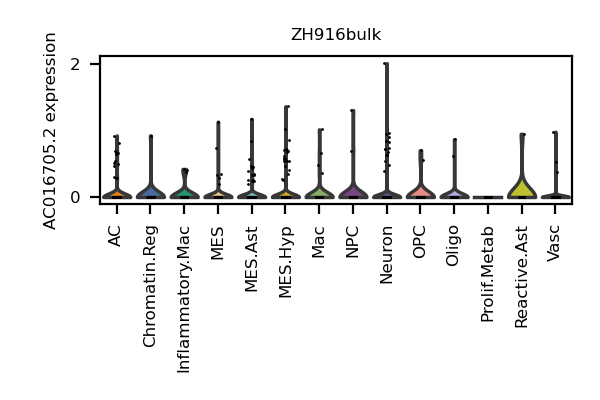 ZH916bulk
AC016705.2 expression
2
0
AC
Chromatin.Reg
Inflammatory.Mac
MES
MES.Ast
MES.Hyp
Mac
NPC
Neuron
OPC
Oligo
Prolif.Metab
Reactive.Ast
Vasc